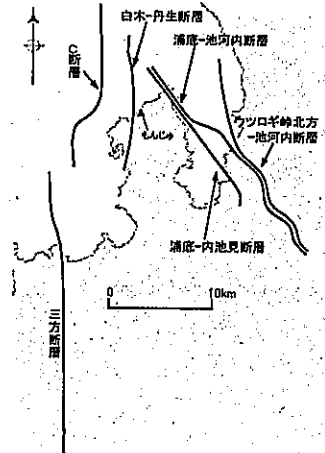 白木-丹生断層
C断層
浦底-池河内断層
もんじゅ
ウツロギ峠北方
-池河内断層
浦底-内池見断層
0 10km
三方断層